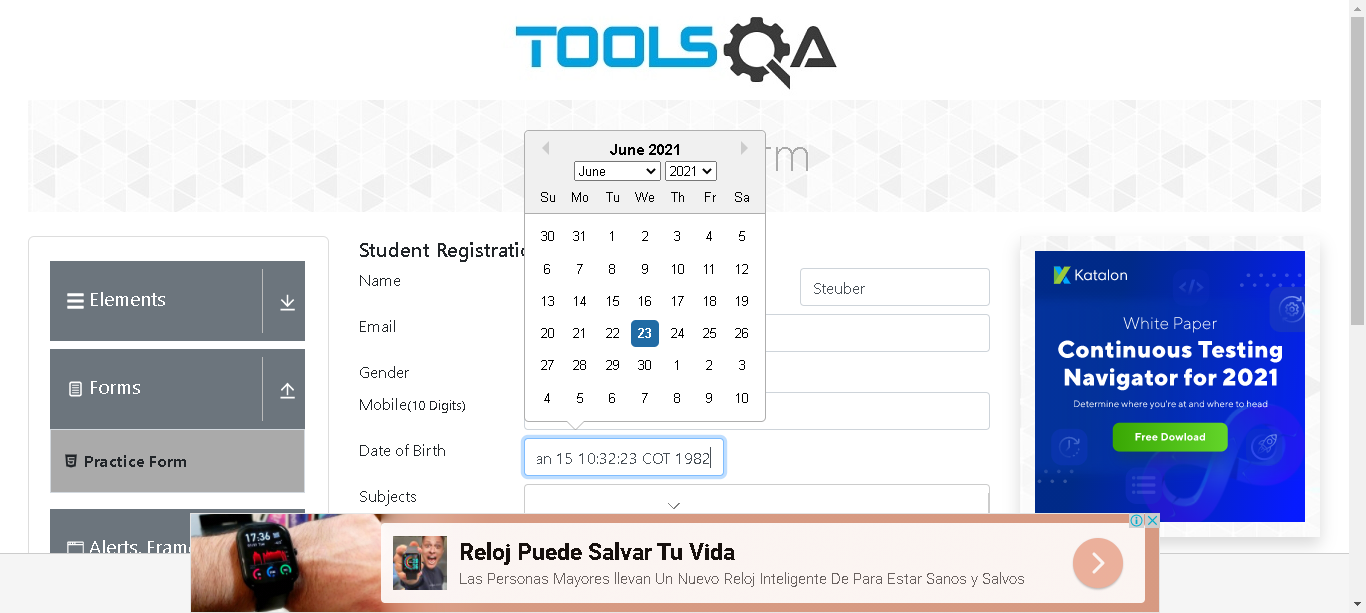 TOOLSQA
rm
June 2021
June 2021
Su Mo Tu We Th Fr Sa
30 31 1 2 3 4 5
6 7 8 9 10 11 12
13 14 15 16 17 18 19
20 21 22 23 24 25 26
27 28 29 30 1 2 3
4 5 6 7 8 9 10
Elements
Forms
Practice Form
Alerts, Fram
Student Registrati
Name
Steuber
Email
Gender
Mobile(10 Digits)
Date of Birth
an 15 10:32:23 COT 1982
Subjects
Katalon
White Paper
Continuous Testing
Navigator for 2021
Determine where you're at and where to head
Free Dowload
17:36
Reloj Puede Salvar Tu Vida
Las Personas Mayores llevan Un Nuevo Reloj Inteligente De Para Estar Sanos y Salvos